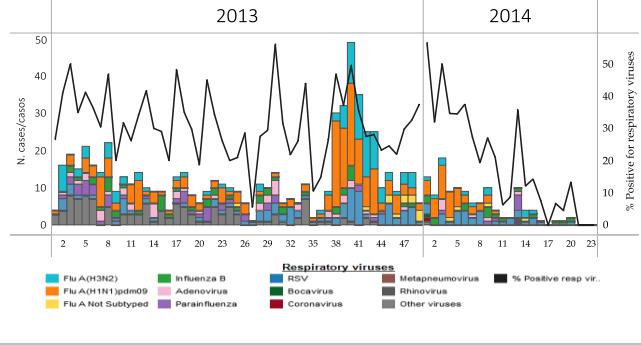 2013 2014
50
40
30
20
10
0
N. cases/casos
50
40
30
20
10
0
% Positive for respiratory viruses
2 5 8 11 14 17 20 23 26 29 32 35 38 41 44 47 2 5 8 11 14 17 20 23
Respiratory viruses
Flu A(H3N2) Influenza B RSV Metapneumovirus % Positive resp vir..
Flu A(H1N1)pdm09 Adenovirus Bocavirus Rhinovirus
Flu A Not Subtyped Parainfluenza Coronavirus Other viruses